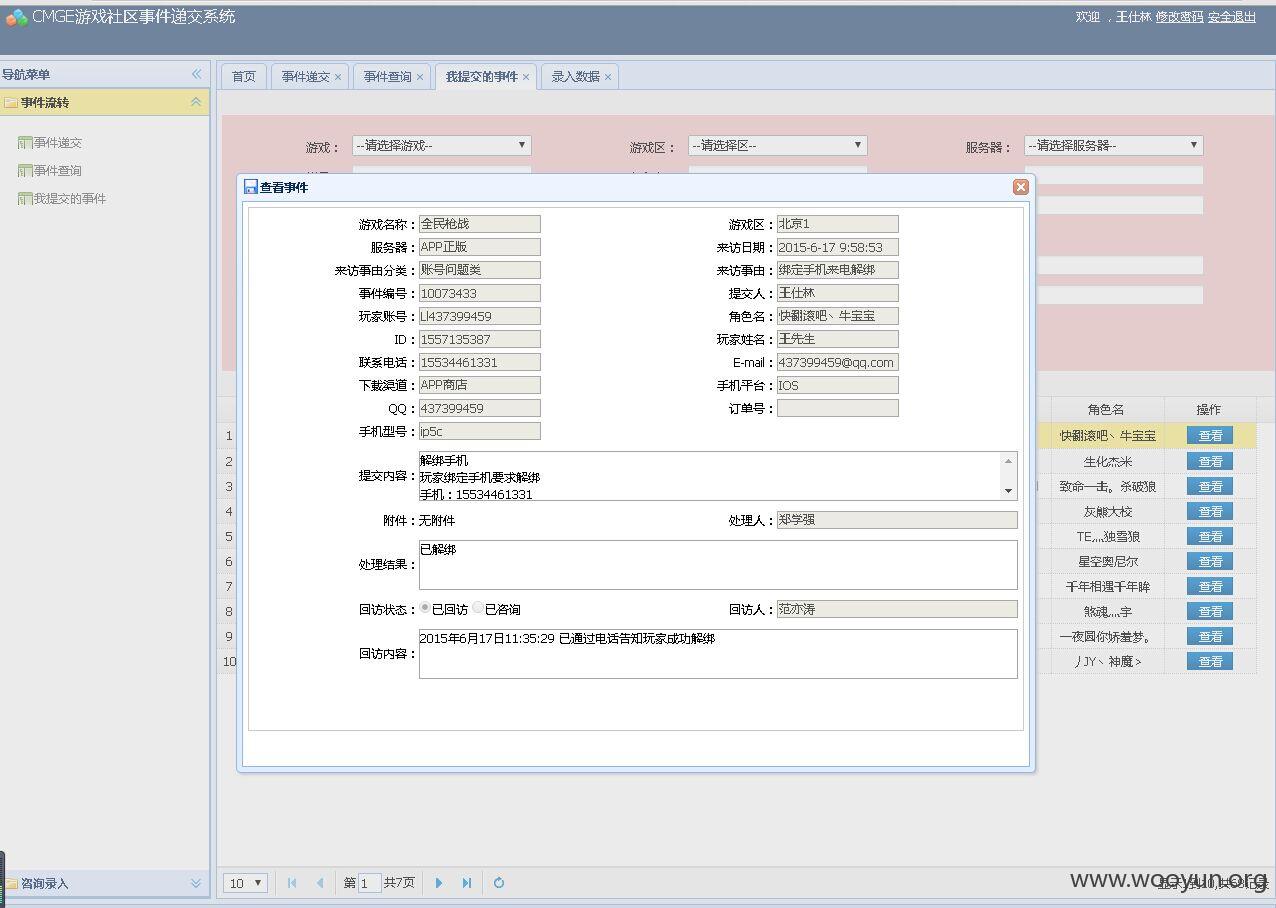 CMGE游戏社区事件递交系统
欢迎 ，王仕林 修改密码 安全退出
导航菜单
首页 事件递交 事件查询 我提交的事件 录入数据
事件流转
事件递交
事件查询
我提交的事件
游戏： --请选择游戏-- 游戏区： --请选择区-- 服务器： --请选择服务器--
查看事件
游戏名称：全民枪战 游戏区：北京1
服务器：APP正版 来访日期：2015-6-17 9:58:53
来访事由分类：账号问题类 来访事由：绑定手机来电解绑
事件编号：10073433 提交人：王仕林
玩家账号：Ll437399459 角色名：快翻滚吧丶牛宝宝
ID：1557135387 玩家姓名：王先生
联系电话：15534461331 E-mail：437399459@qq.com
下载渠道：APP商店 手机平台：IOS
QQ：437399459 订单号：
手机型号：ip5c
提交内容：解绑手机
玩家绑定手机要求解绑
手机：15534461331
附件：无附件 处理人：郑学强
处理结果：已解绑
回访状态：已回访 已咨询 回访人：范亦涛
回访内容：2015年6月17日11:35:29 已通过电话告知玩家成功解绑
角色名 操作
1 快翻滚吧丶牛宝宝 查看
2 生化杰米 查看
3 致命一击。杀破狼 查看
4 灰熊大校 查看
5 TE灬独雪狼 查看
6 星空奥尼尔 查看
7 千年相遇千年眸 查看
8 煞魂灬宇 查看
9 一夜圆你娇羞梦。 查看
10 丿JY丶神魔> 查看
咨询录入
10 第 1 共7页
www.wooyun.org